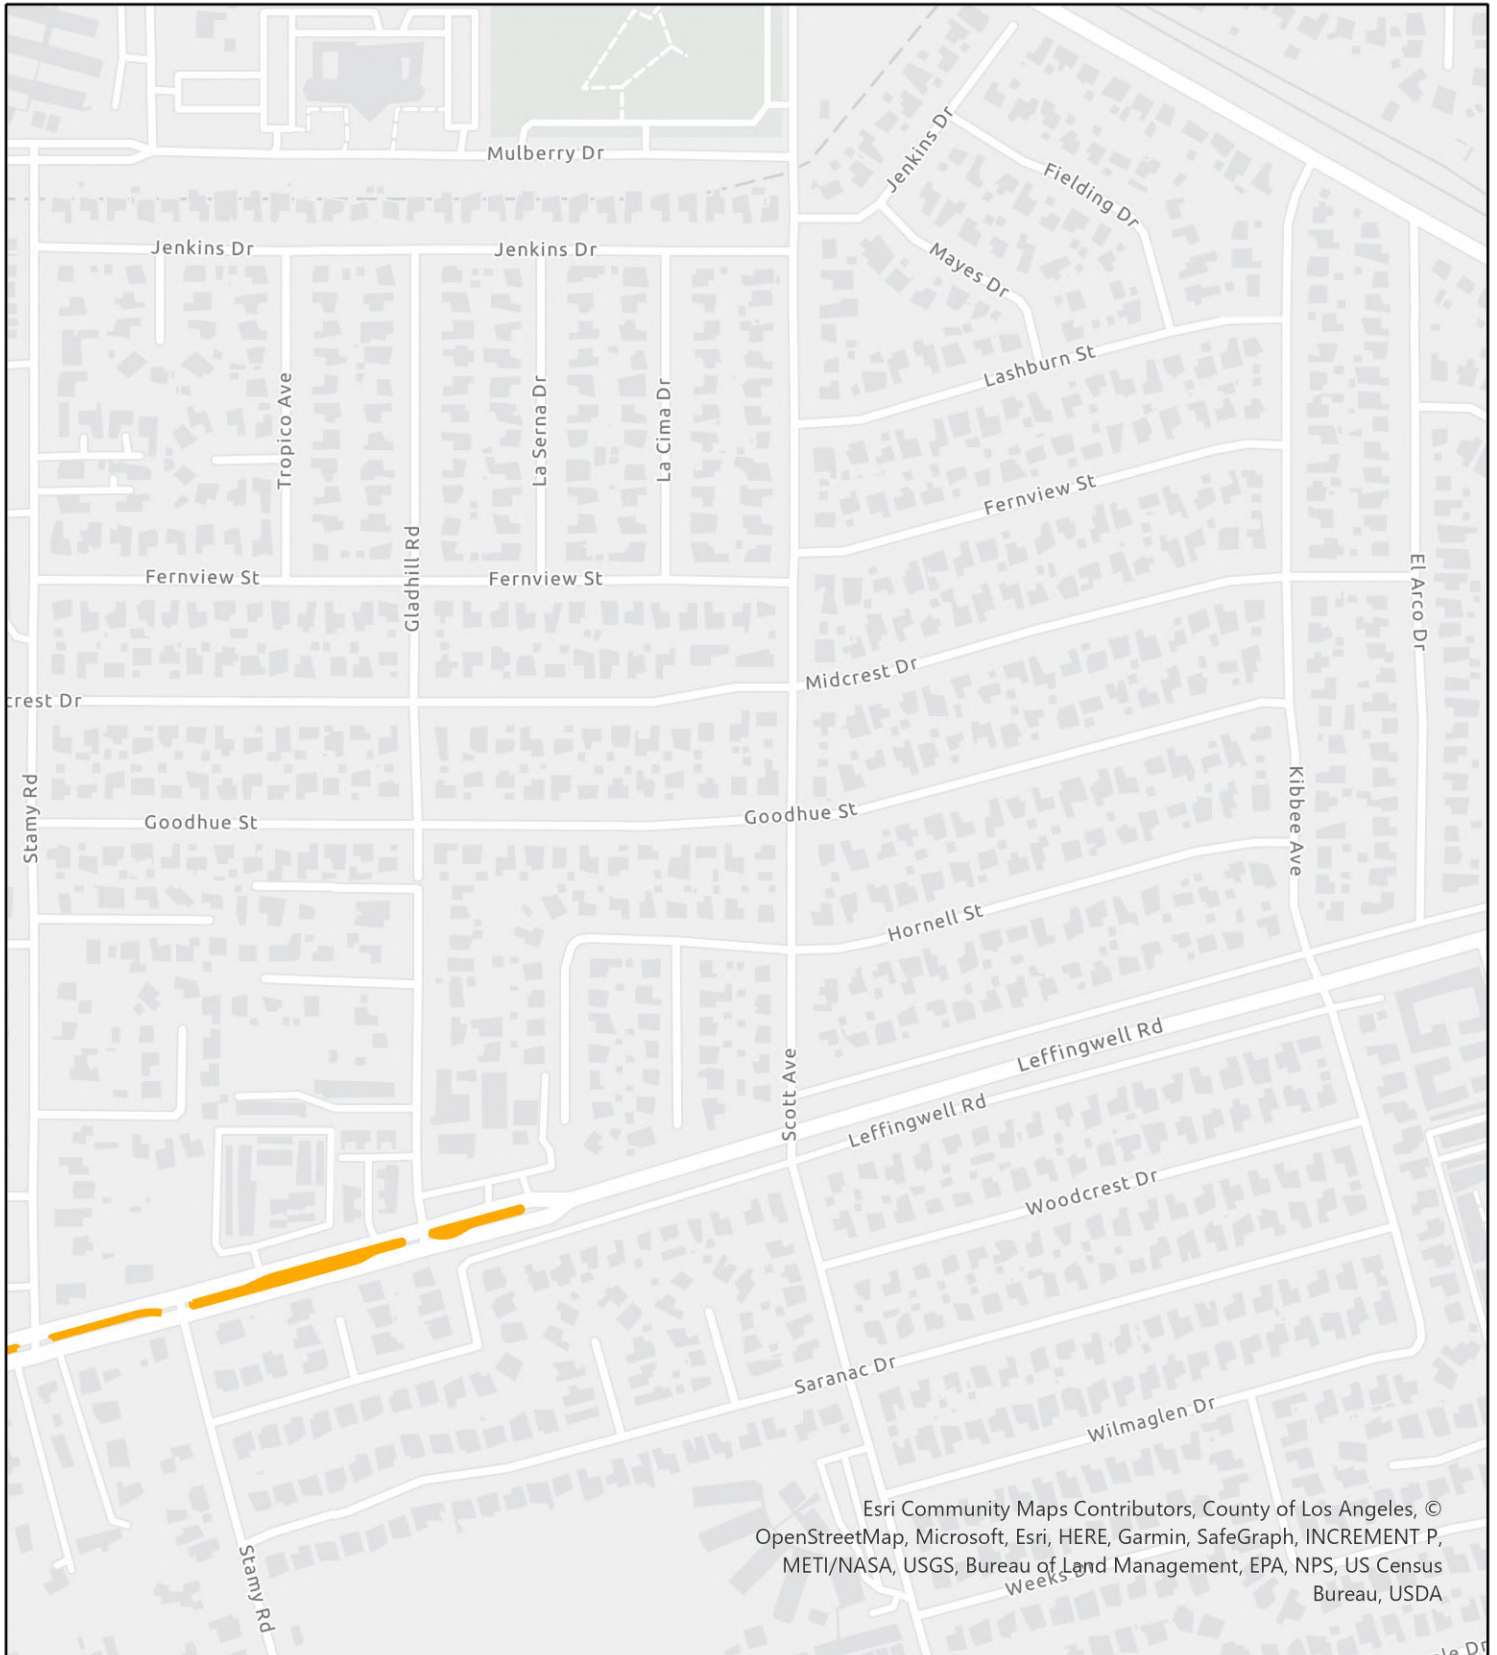 Mulberry Dr
Jenkins Dr
Fielding Dr
Jenkins Dr
Jenkins Dr
Mayes Dr
Lashburn St
Tropico Ave
La Serna Dr
La Cima Dr
Fernview St
Gladhill Rd
Fernview St
Fernview St
El Arco Dr
Midcrest Dr
crest Dr
Stamy Rd
Goodhue St
Goodhue St
Kibbee Ave
Hornell St
Leffingwell Rd
Scott Ave
Leffingwell Rd
Woodcrest Dr
Saranac Dr
Wilmaglen Dr
Stamy Rd
Weeks Dr
Esri Community Maps Contributors, County of Los Angeles, ©
OpenStreetMap, Microsoft, Esri, HERE, Garmin, SafeGraph, INCREMENT P,
METI/NASA, USGS, Bureau of Land Management, EPA, NPS, US Census
Bureau, USDA
le Dr